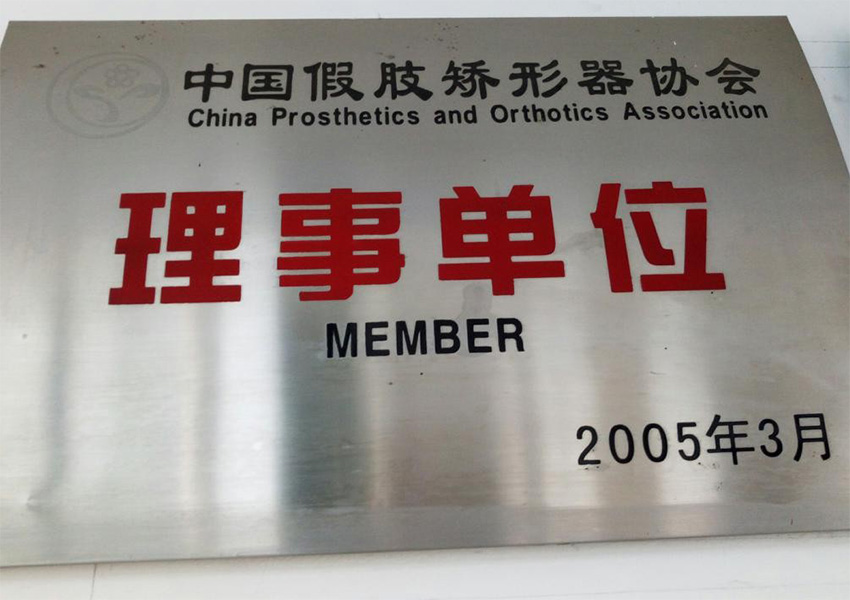 中国假肢矫形器协会
China Prosthetics and Orthotics Association
理事单位
MEMBER
2005年3月